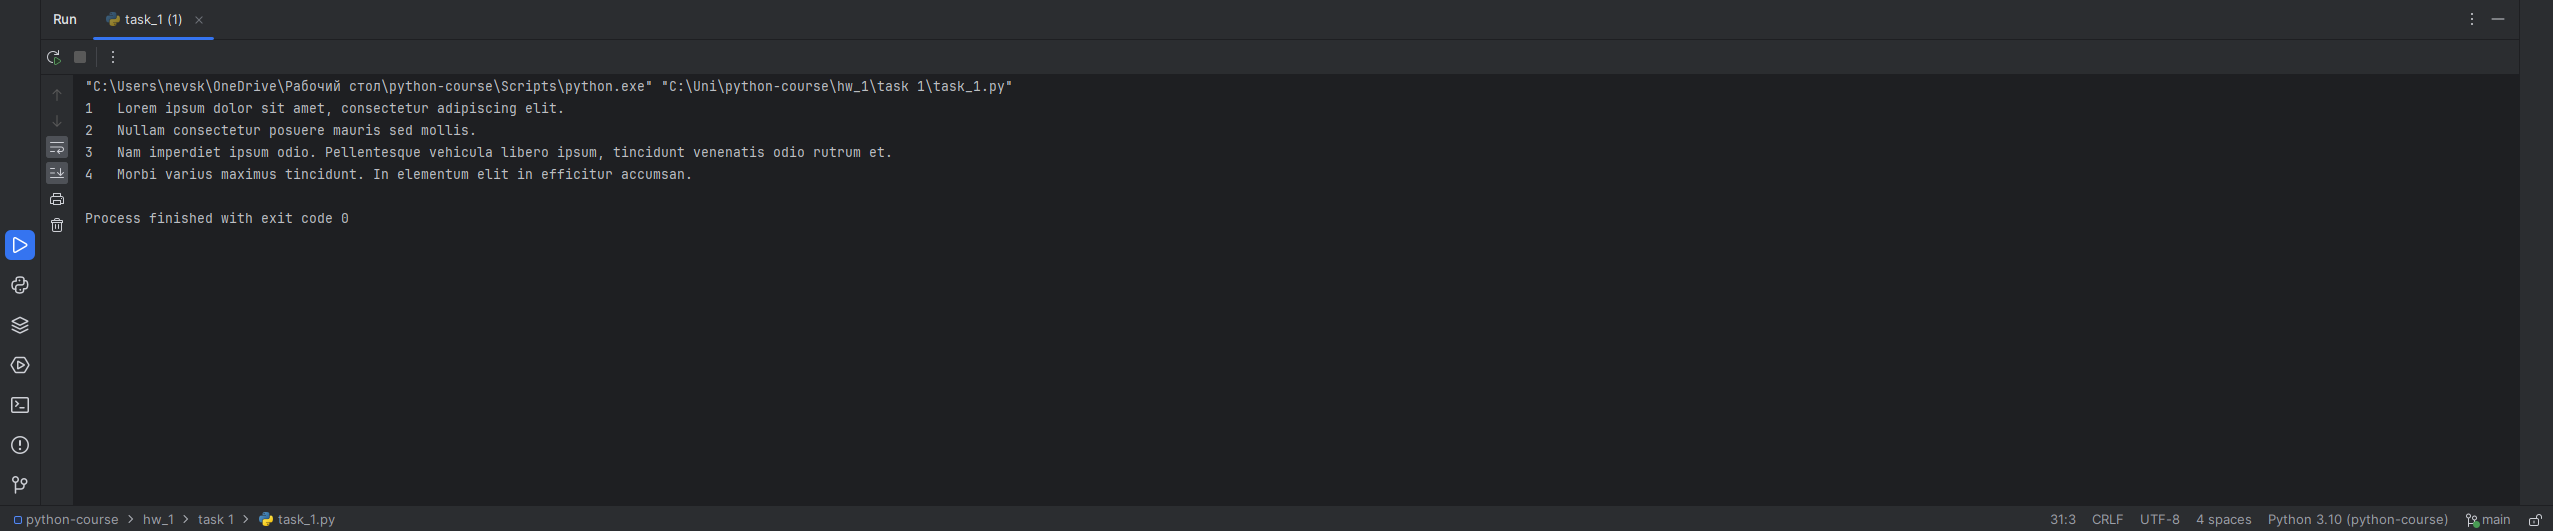 Run task_1 (1)
"C:\Users\nevsk\OneDrive\Рабочий стол\python-course\Scripts\python.exe" "C:\Uni\python-course\hw_1\task 1\task_1.py"
1 Lorem ipsum dolor sit amet, consectetur adipiscing elit.
2 Nullam consectetur posuere mauris sed mollis.
3 Nam imperdiet ipsum odio. Pellentesque vehicula libero ipsum, tincidunt venenatis odio rutrum et.
4 Morbi varius maximus tincidunt. In elementum elit in efficitur accumsan.
Process finished with exit code 0
python-course > hw_1 > task 1 > task_1.py 31:3 CRLF UTF-8 4 spaces Python 3.10 (python-course) main